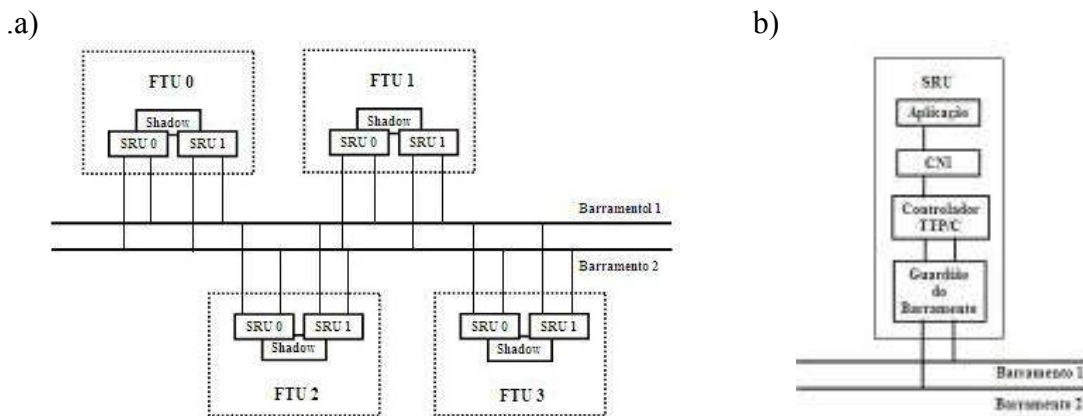 .a)
b)
FTU 0
FTU 1
Shadow
Shadow
SRU 0
SRU 1
SRU 0
SRU 1
Barramentol 1
Barramento 2
SRU 0
SRU 1
SRU 0
SRU 1
Shadow
Shadow
FTU 2
FTU 3
SRU
Aplicação
CNI
Controlador
TTP/C
Guardião
do
Barramento
Barramento 1
Barramento 2